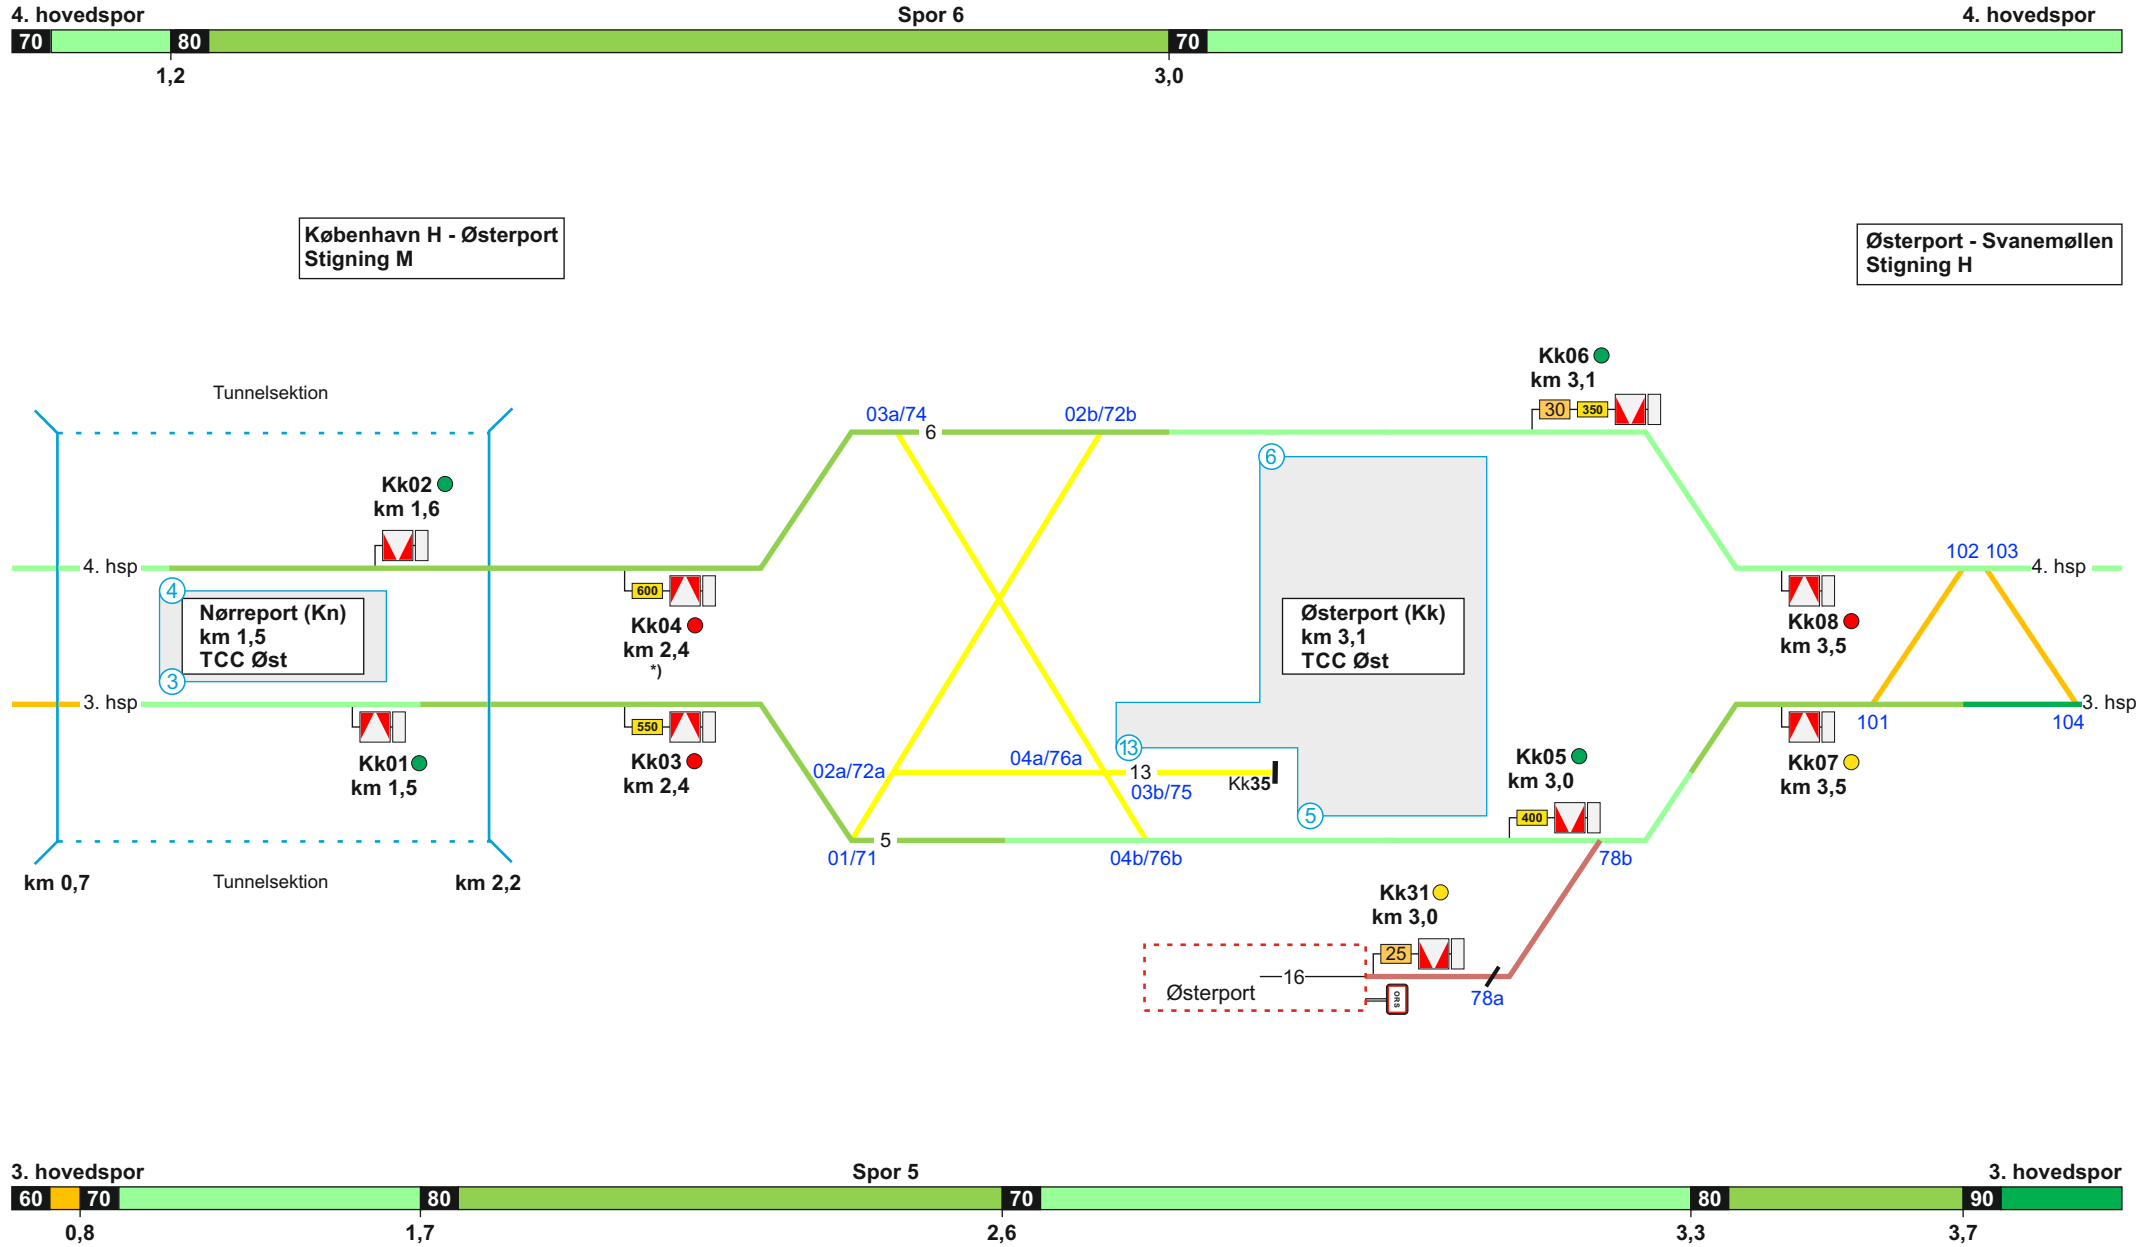 4. hovedspor
Spor 6
4. hovedspor
70
80
70
1,2
3,0
København H - Østerport
Stigning M
Østerport - Svanemøllen
Stigning H
Tunnelsektion
Kk06
km 3,1
30
350
03a/74
02b/72b
6
6
Kk02
km 1,6
4. hsp
102
103
4. hsp
4
Nørreport (Kn)
km 1,5
TCC Øst
3
600
Kk04
km 2,4
*)
Østerport (Kk)
km 3,1
TCC Øst
Kk08
km 3,5
3. hsp
3. hsp
Kk01
km 1,5
550
Kk03
km 2,4
101
104
02a/72a
04a/76a
13
13
03b/75
Kk35
Kk05
km 3,0
400
Kk07
km 3,5
5
5
01/71
04b/76b
78b
km 0,7
Tunnelsektion
km 2,2
Kk31
km 3,0
25
16
Østerport
ORS
78a
3. hovedspor
Spor 5
3. hovedspor
60
70
80
70
80
90
0,8
1,7
2,6
3,3
3,7